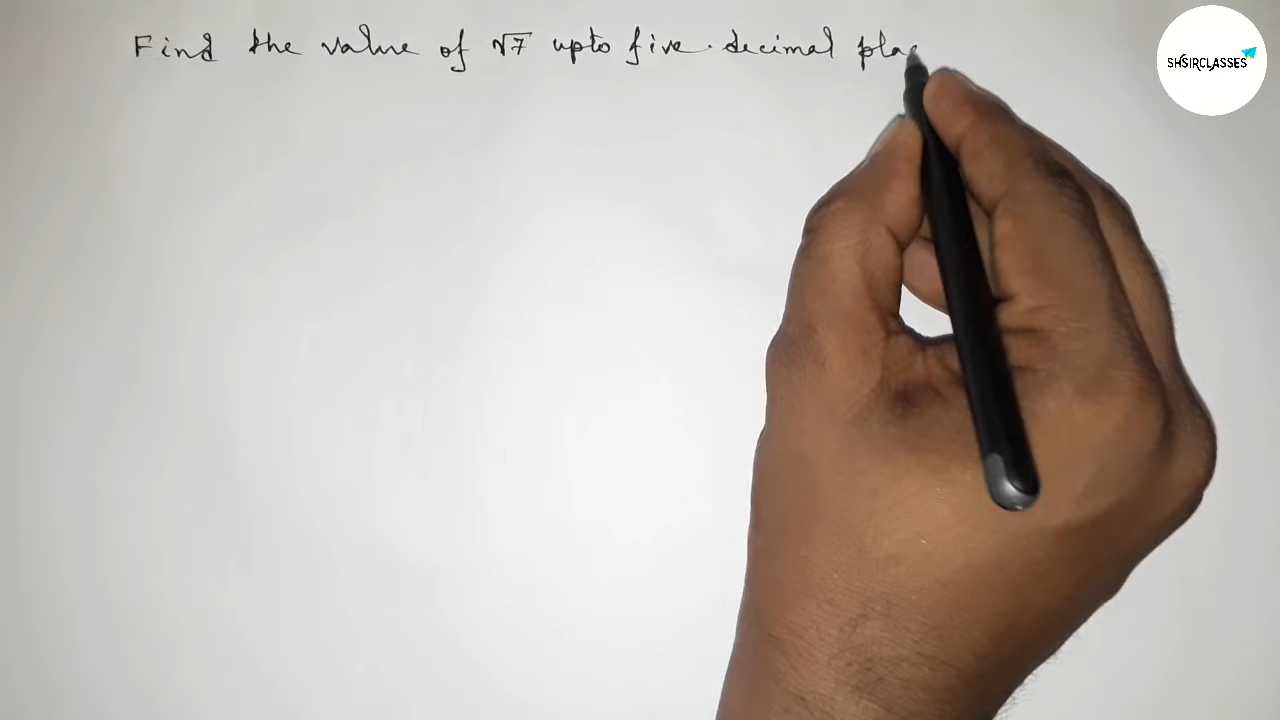 Find the value of √7 upto five decimal plac
SHSIRCLASSES